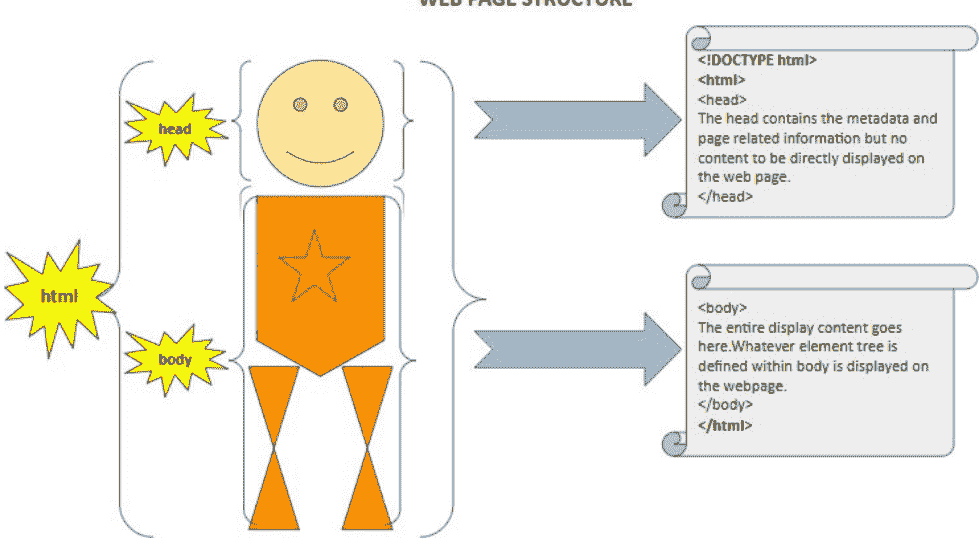 WEB PAGE STRUCTURE
<!DOCTYPE html>
<html>
<head>
The head contains the metadata and
page related information but no
content to be directly displayed on
the web page.
</head>
head
html
body
<body>
The entire display content goes
here.Whatever element tree is
defined within body is displayed on
the webpage.
</body>
</html>